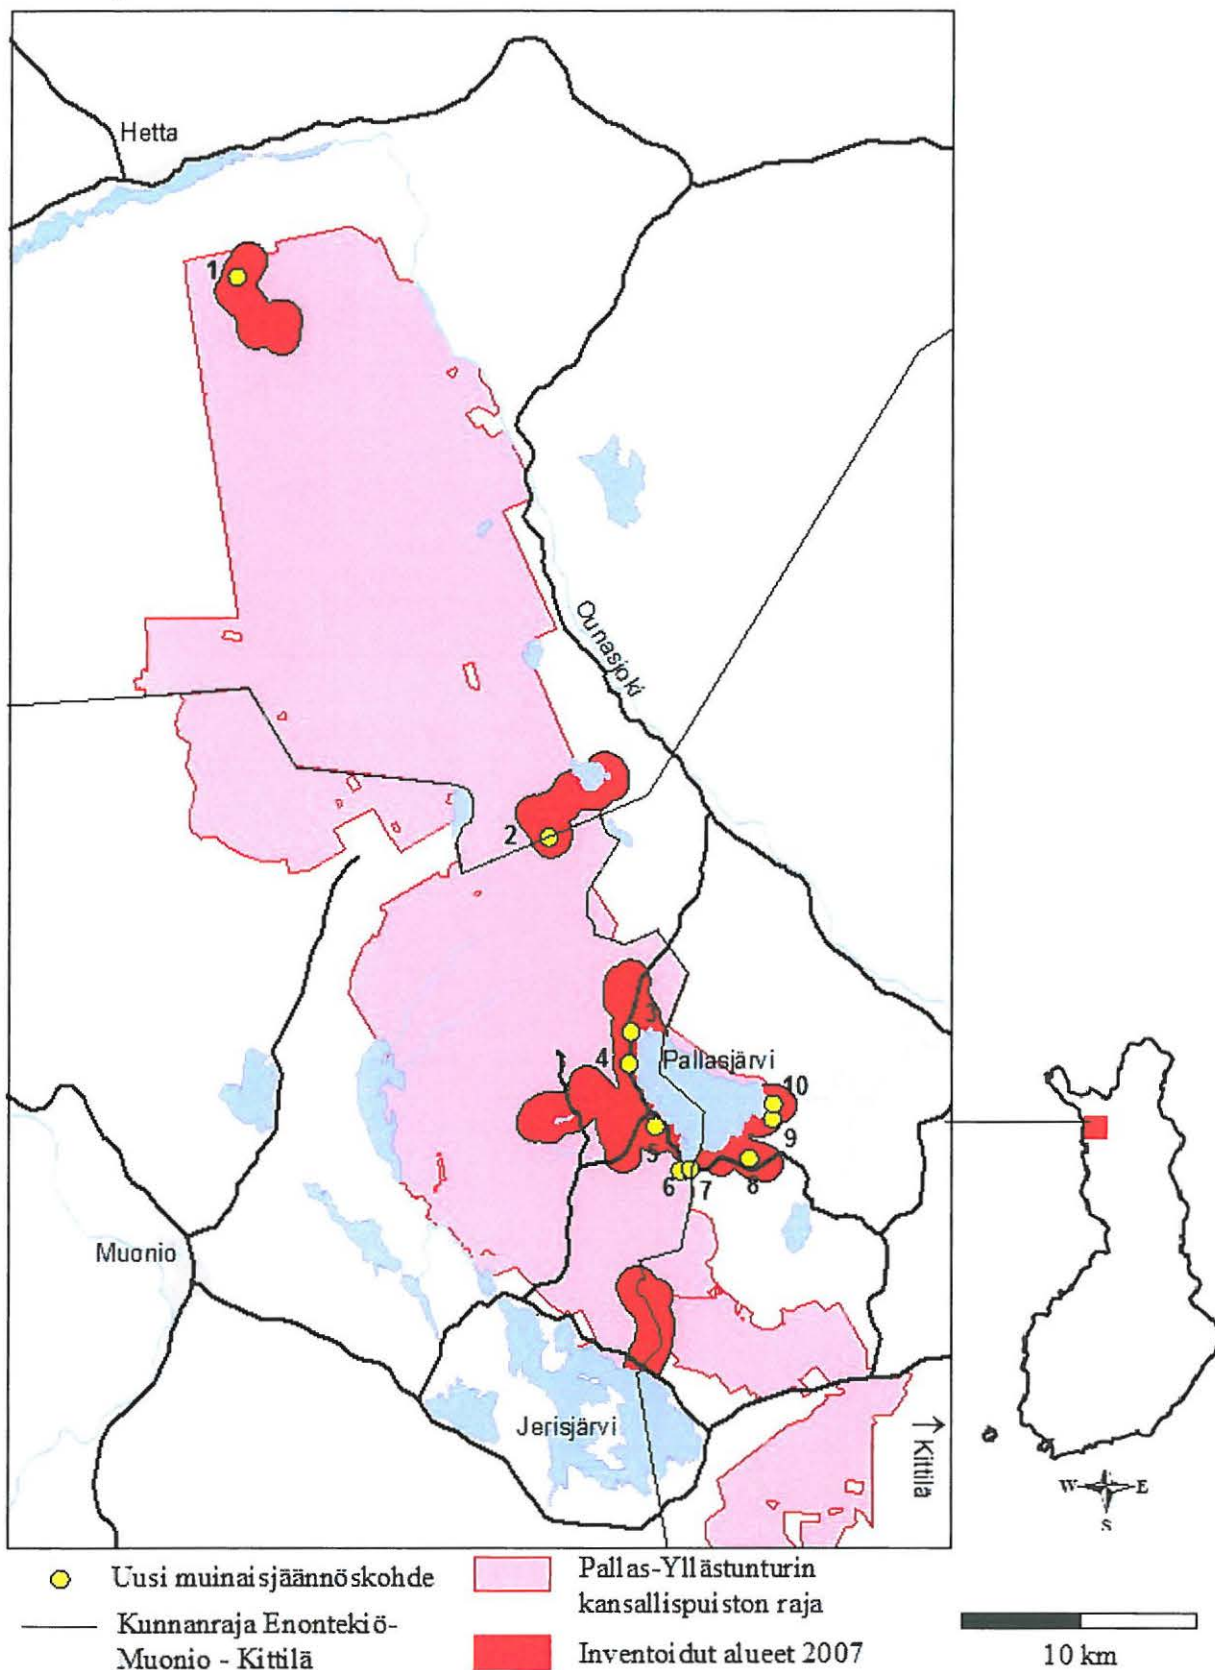 Hetta
1
Ounasjoki
2
3
4
Pallasjärvi
10
9
5
6
7
8
Muonio
Jerisjärvi
Kittilä
W
E
S
Uusi muinaisjäännöskohde
Kunnanraja Enontekiö-
Muonio - Kittilä
Pallas-Yllästunturin
kansallispuiston raja
Inventoidut alueet 2007
10 km